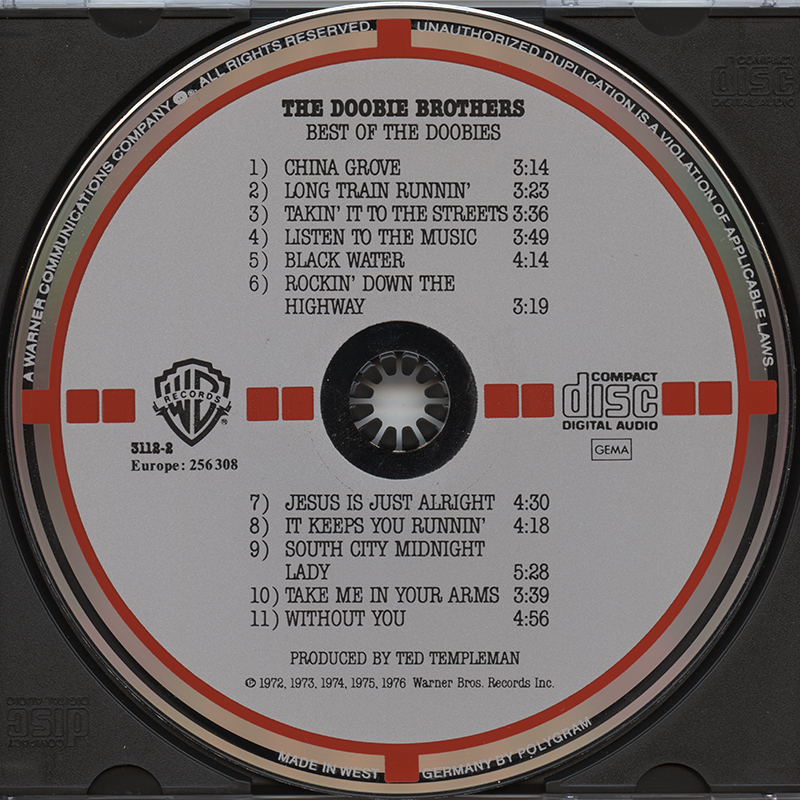 A WARNER COMMUNICATIONS COMPANY ℗©. ALL RIGHTS RESERVED.
UNAUTHORIZED DUPLICATION IS A VIOLATION OF APPLICABLE LAWS.
THE DOOBIE BROTHERS
BEST OF THE DOOBIES
1) CHINA GROVE 3:14
2) LONG TRAIN RUNNIN' 3:23
3) TAKIN' IT TO THE STREETS 3:36
4) LISTEN TO THE MUSIC 3:49
5) BLACK WATER 4:14
6) ROCKIN' DOWN THE
HIGHWAY 3:19
WB
RECORDS
®
3112-2
Europe: 256 308
COMPACT
disc
DIGITAL AUDIO
GEMA
7) JESUS IS JUST ALRIGHT 4:30
8) IT KEEPS YOU RUNNIN' 4:18
9) SOUTH CITY MIDNIGHT
LADY 5:28
10) TAKE ME IN YOUR ARMS 3:39
11) WITHOUT YOU 4:56
PRODUCED BY TED TEMPLEMAN
℗ 1972, 1973, 1974, 1975, 1976 Warner Bros. Records Inc.
MADE IN WEST GERMANY BY POLYGRAM
COMPACT
disc
DIGITAL AUDIO
COMPACT
disc
DIGITAL AUDIO